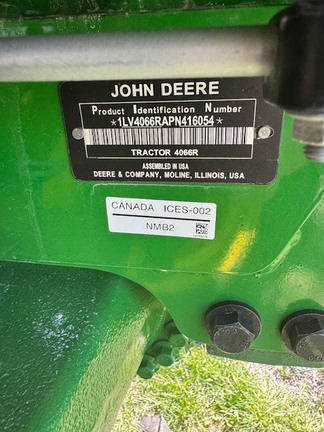 JOHN DEERE
Product Identification Number
*1LV4066RAPN416054*
TRACTOR 4066R
ASSEMBLED IN USA
DEERE & COMPANY, MOLINE, ILLINOIS, USA
CANADA ICES-002
NMB2